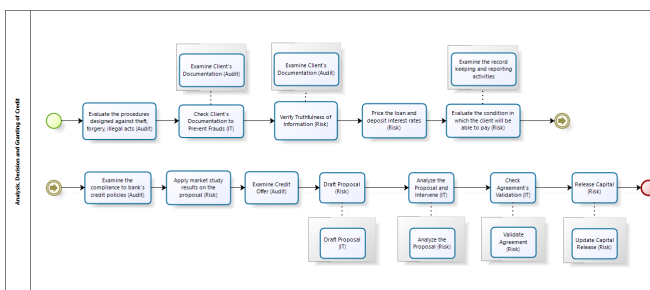 Analysis, Decision and Granting of Credit
Examine Client's
Documentation (Audit)
Examine Client's
Documentation (Audit)
Examine the record
keeping and reporting
activities
Evaluate the procedures
designed against theft,
forgery, illegal acts (Audit)
Check Client's
Documentation to
Prevent Frauds (IT)
Verify Truthfulness of
Information (Risk)
Price the loan and
deposit interest rates
(Risk)
Evaluate the condition in
which the client will be
able to pay (Risk)
Examine the
compliance to bank's
credit policies (Audit)
Apply market study
results on the
proposal (Risk)
Examine Credit
Offer (Audit)
Draft Proposal
(Risk)
Analyze the
Proposal and
Intervene (IT)
Check
Agreement's
Validation (IT)
Release Capital
(Risk)
Draft Proposal
(IT)
Analyze the
Proposal (Risk)
Validate
Agreement
(Risk)
Update Capital
Release (Risk)